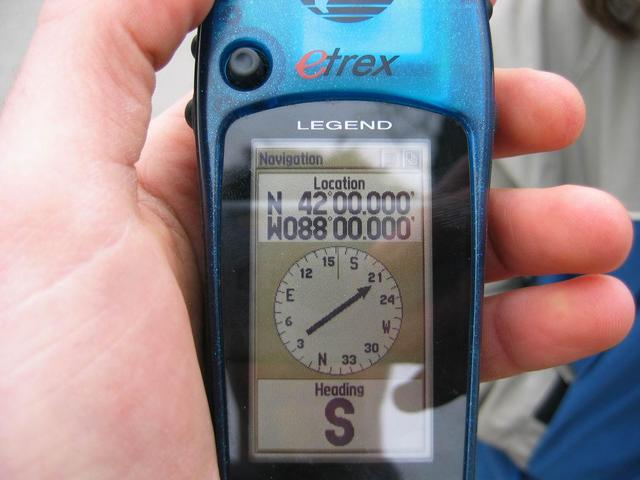 etrex
LEGEND
Navigation
Location
N 42°00.000'
W088°00.000'
15 S 21 24 W 30 33 N 3 6 E 12
Heading
S